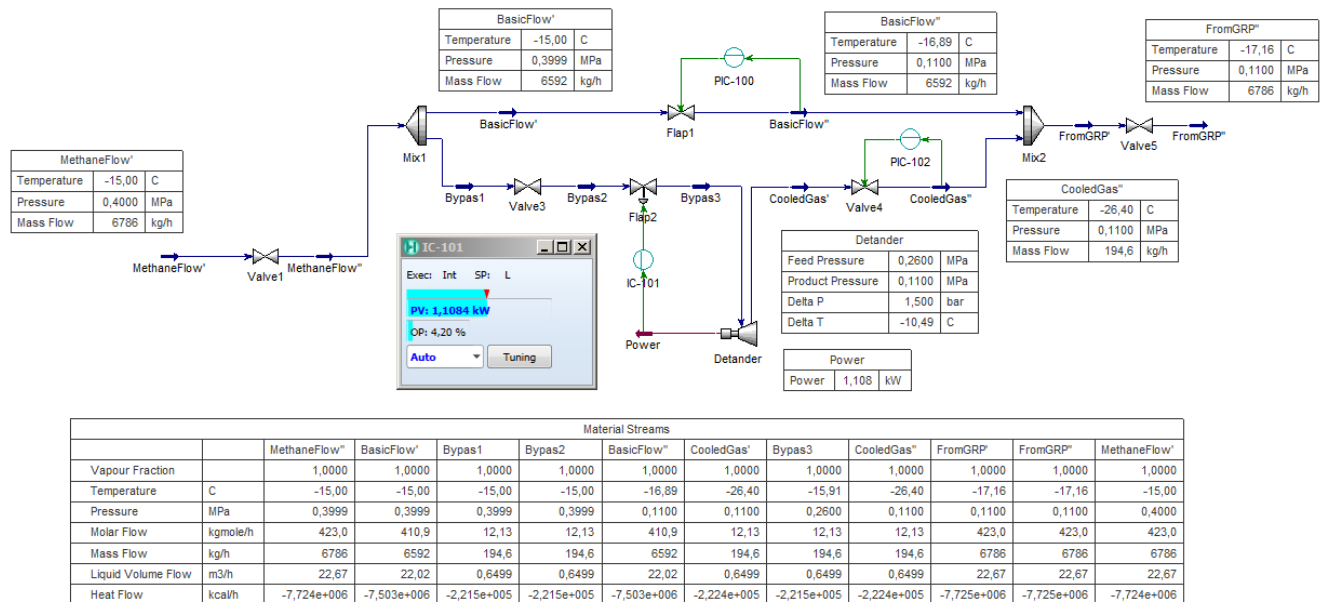 BasicFlow'
Temperature -15,00 C
Pressure 0,3999 MPa
Mass Flow 6592 kg/h
BasicFlow"
Temperature -16,89 C
Pressure 0,1100 MPa
Mass Flow 6592 kg/h
FromGRP"
Temperature -17,16 C
Pressure 0,1100 MPa
Mass Flow 6786 kg/h
PIC-100
BasicFlow'
Flap1
BasicFlow"
Mix1
PIC-102
Mix2
FromGRP'
Valve5
FromGRP"
MethaneFlow'
Temperature -15,00 C
Pressure 0,4000 MPa
Mass Flow 6786 kg/h
Bypas1
Valve3
Bypas2
Flap2
Bypas3
CooledGas'
Valve4
CooledGas"
CooledGas"
Temperature -26,40 C
Pressure 0,1100 MPa
Mass Flow 194,6 kg/h
MethaneFlow'
Valve1
MethaneFlow"
IC-101
Exec: Int SP: L
PV: 1,1084 kW
OP: 4,20 %
Auto
Tuning
IC-101
Detander
Feed Pressure 0,2600 MPa
Product Pressure 0,1100 MPa
Delta P 1,500 bar
Delta T -10,49 C
Power
Detander
Power
Power 1,108 kW
Material Streams
MethaneFlow" BasicFlow' Bypas1 Bypas2 BasicFlow" CooledGas' Bypas3 CooledGas" FromGRP' FromGRP" MethaneFlow'
Vapour Fraction 1,0000 1,0000 1,0000 1,0000 1,0000 1,0000 1,0000 1,0000 1,0000 1,0000 1,0000
Temperature C -15,00 -15,00 -15,00 -15,00 -16,89 -26,40 -15,91 -26,40 -17,16 -17,16 -15,00
Pressure MPa 0,3999 0,3999 0,3999 0,3999 0,1100 0,1100 0,2600 0,1100 0,1100 0,1100 0,4000
Molar Flow kgmole/h 423,0 410,9 12,13 12,13 410,9 12,13 12,13 12,13 423,0 423,0 423,0
Mass Flow kg/h 6786 6592 194,6 194,6 6592 194,6 194,6 194,6 6786 6786 6786
Liquid Volume Flow m3/h 22,67 22,02 0,6499 0,6499 22,02 0,6499 0,6499 0,6499 22,67 22,67 22,67
Heat Flow kcal/h -7,724e+006 -7,503e+006 -2,215e+005 -2,215e+005 -7,503e+006 -2,224e+005 -2,215e+005 -2,224e+005 -7,725e+006 -7,725e+006 -7,724e+006